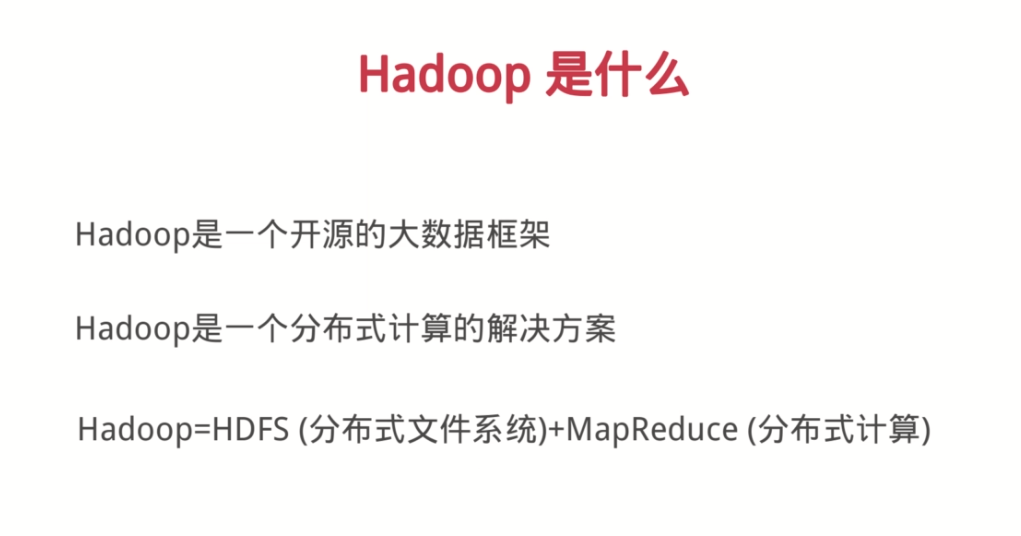 Hadoop 是什么
Hadoop是一个开源的大数据框架
Hadoop是一个分布式计算的解决方案
Hadoop=HDFS (分布式文件系统)+MapReduce (分布式计算)